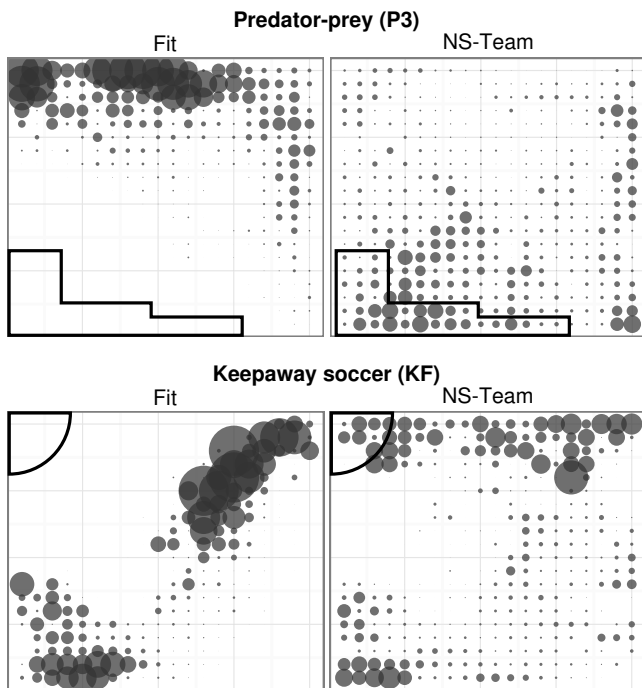 Predator-prey (P3)
Fit NS-Team
Keepaway soccer (KF)
Fit NS-Team